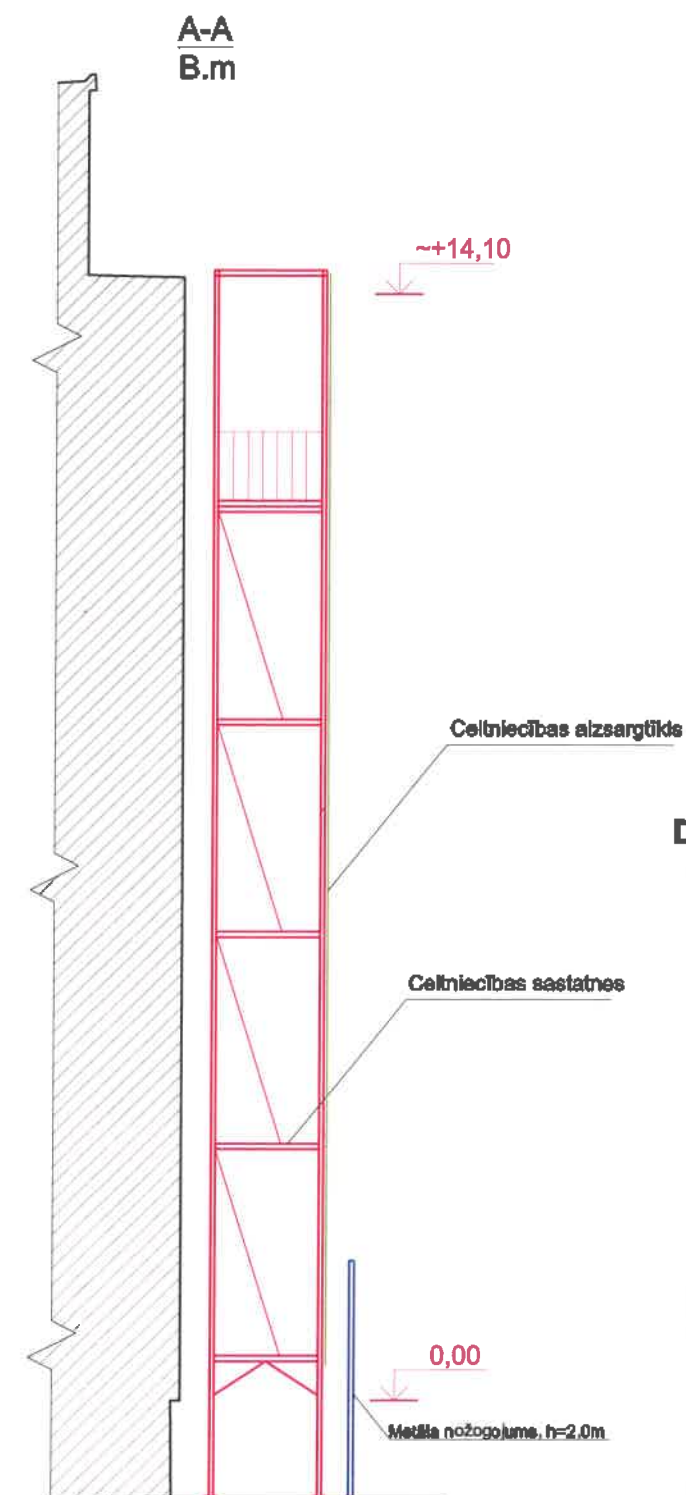 A-A
B.m
~+14,10
Celtniecības aizsargtīkls
D
Celtniecības sastatnes
0,00
Metāla nožogojums, h=2,0m